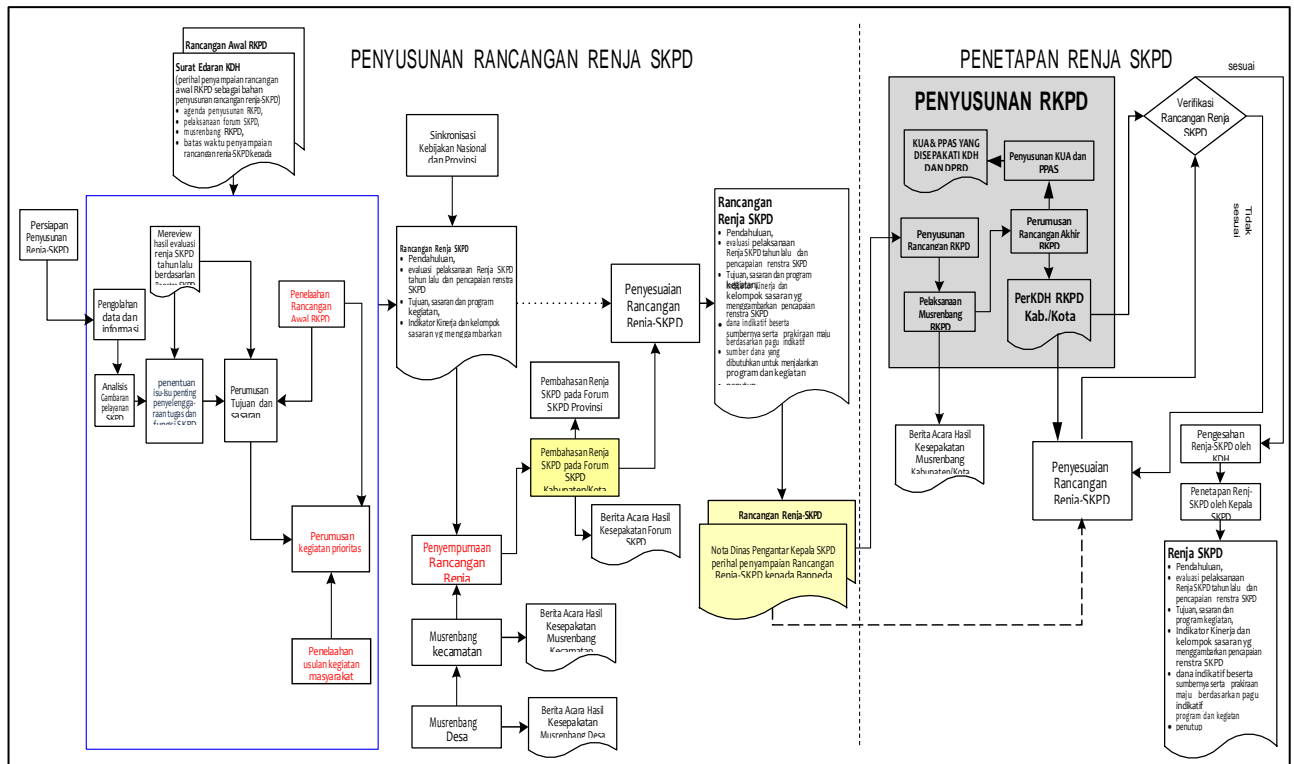 PENYUSUNAN RANCANGAN RENJA SKPD
PENETAPAN RENJA SKPD
Rancangan Awal RKPD
Surat Edaran KDH
(perihal penyampaian rancangan
awal RKPD sebagai bahan
penyusunan rancangan renja-SKPD)
• agenda penyusunan RKPD,
• pelaksanaan forum SKPD,
• musrenbang RKPD,
• batas waktu penyampaian
rancangan renja-SKPD kepada
Persiapan
Penyusunan
Renja-SKPD
Pengolahan
data dan
informasi
Analisis
Gambaran
pelayanan
SKPD
Mereview
hasil evaluasi
renja SKPD
tahun lalu
berdasarlan
Renstra SKPD
penentuan
isu-isu penting
penyelengga-
raan tugas dan
fungsi SKPD
Perumusan
Tujuan dan
sasaran
Penelaahan
Rancangan
Awal RKPD
Perumusan
kegiatan prioritas
Penelaahan
usulan kegiatan
masyarakat
Sinkronisasi
Kebijakan Nasional
dan Provinsi
Rancangan Renja SKPD
• Pendahuluan,
• evaluasi pelaksanaan Renja SKPD
tahun lalu dan pencapaian renstra
SKPD
• Tujuan, sasaran dan program
kegiatan,
• Indikator Kinerja dan kelompok
sasaran yg menggambarkan
Pembahasan Renja
SKPD pada Forum
SKPD Provinsi
Pembahasan Renja
SKPD pada Forum
SKPD
Kabupaten/Kota
Berita Acara Hasil
Kesepakatan Forum
SKPD
Penyempurnaan
Rancangan
Renja
Musrenbang
kecamatan
Berita Acara Hasil
Kesepakatan
Musrenbang
Kecamatan
Musrenbang
Desa
Berita Acara Hasil
Kesepakatan
Musrenbang Desa
Penyesuaian
Rancangan
Renja-SKPD
Rancangan
Renja SKPD
• Pendahuluan,
• evaluasi pelaksanaan
Renja SKPD tahun lalu dan
pencapaian renstra SKPD
• Tujuan, sasaran dan program
kegiatan,
• Indikator Kinerja dan
kelompok sasaran yg
menggambarkan pencapaian
renstra SKPD
• dana indikatif beserta
sumbernya serta prakiraan maju
berdasarkan pagu indikatif
• sumber dana yang
dibutuhkan untuk menjalankan
program dan kegiatan
• penutup
Rancangan Renja-SKPD
Nota Dinas Pengantar Kepala SKPD
perihal penyampaian Rancangan
Renja-SKPD kepada Bappeda
PENYUSUNAN RKPD
KUA & PPAS YANG
DISEPAKATI KDH
DAN DPRD
Penyusunan KUA dan
PPAS
Penyusunan
Rancangan RKPD
Perumusan
Rancangan Akhir
RKPD
Pelaksanaan
Musrenbang
RKPD
PerKDH RKPD
Kab./Kota
Berita Acara Hasil
Kesepakatan
Musrenbang
Kabupaten/Kota
Penyesuaian
Rancangan
Renja-SKPD
sesuai
Verifikasi
Rancangan Renja
SKPD
Tidak
sesuai
Pengesahan
Renja-SKPD oleh
KDH
Penetapan Renj-
SKPD oleh Kepala
SKPD
Renja SKPD
• Pendahuluan,
• evaluasi pelaksanaan
Renja SKPD tahun lalu dan
pencapaian renstra SKPD
• Tujuan, sasaran dan
program kegiatan,
• Indikator Kinerja dan
kelompok sasaran yg
menggambarkan pencapaian
renstra SKPD
• dana indikatif beserta
sumbernya serta prakiraan
maju berdasarkan pagu
indikatif
program dan kegiatan
• penutup